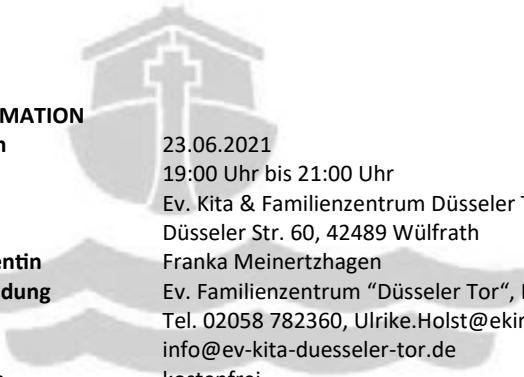 MATION
23.06.2021
19:00 Uhr bis 21:00 Uhr
Ev. Kita & Familienzentrum Düsseler
Düsseler Str. 60, 42489 Wülfrath
entin Franka Meinertzhagen
dung Ev. Familienzentrum “Düsseler Tor“,
Tel. 02058 782360, Ulrike.Holst@ekir
info@ev-kita-duesseler-tor.de
kostenfrei